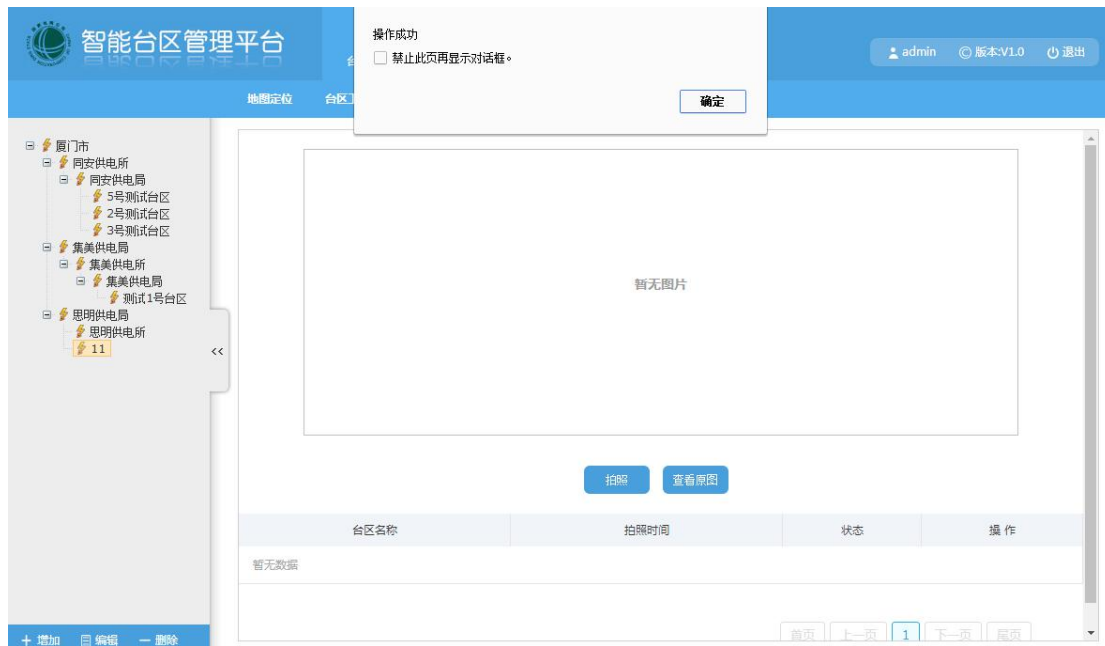 智能台区管理平台
操作成功
禁止此页再显示对话框。
确定
admin
©版本:V1.0
退出
地图定位
厦门市
同安供电所
同安供电局
5号测试台区
2号测试台区
3号测试台区
集美供电局
集美供电所
集美供电局
测试1号台区
思明供电局
思明供电所
11
<<
暂无图片
拍照
查看原图
台区名称
拍照时间
状态
操 作
暂无数据
首页
上一页
1
下一页
尾页
增加
编辑
删除